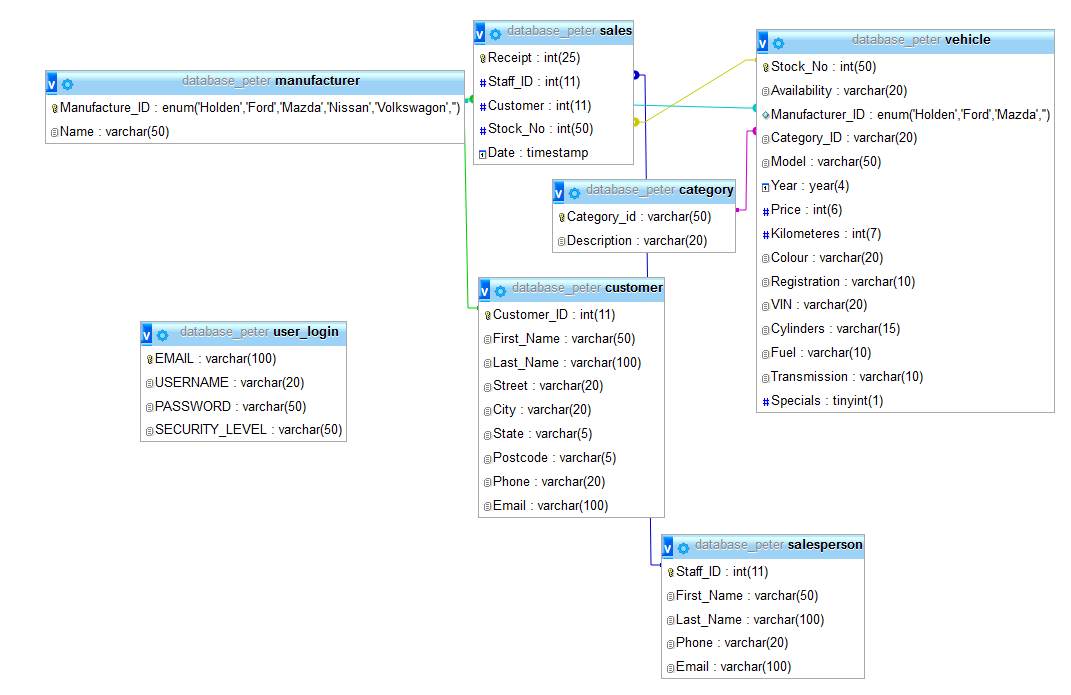 database_peter sales
Receipt : int(25)
Staff_ID : int(11)
Customer : int(11)
Stock_No : int(50)
Date : timestamp
database_peter manufacturer
Manufacture_ID : enum('Holden','Ford','Mazda','Nissan','Volkswagon','')
Name : varchar(50)
database_peter vehicle
Stock_No : int(50)
Availability : varchar(20)
Manufacturer_ID : enum('Holden','Ford','Mazda','')
Category_ID : varchar(20)
Model : varchar(50)
Year : year(4)
Price : int(6)
Kilometeres : int(7)
Colour : varchar(20)
Registration : varchar(10)
VIN : varchar(20)
Cylinders : varchar(15)
Fuel : varchar(10)
Transmission : varchar(10)
Specials : tinyint(1)
database_peter category
Category_id : varchar(50)
Description : varchar(20)
database_peter customer
Customer_ID : int(11)
First_Name : varchar(50)
Last_Name : varchar(100)
Street : varchar(20)
City : varchar(20)
State : varchar(5)
Postcode : varchar(5)
Phone : varchar(20)
Email : varchar(100)
database_peter user_login
EMAIL : varchar(100)
USERNAME : varchar(20)
PASSWORD : varchar(50)
SECURITY_LEVEL : varchar(50)
database_peter salesperson
Staff_ID : int(11)
First_Name : varchar(50)
Last_Name : varchar(100)
Phone : varchar(20)
Email : varchar(100)